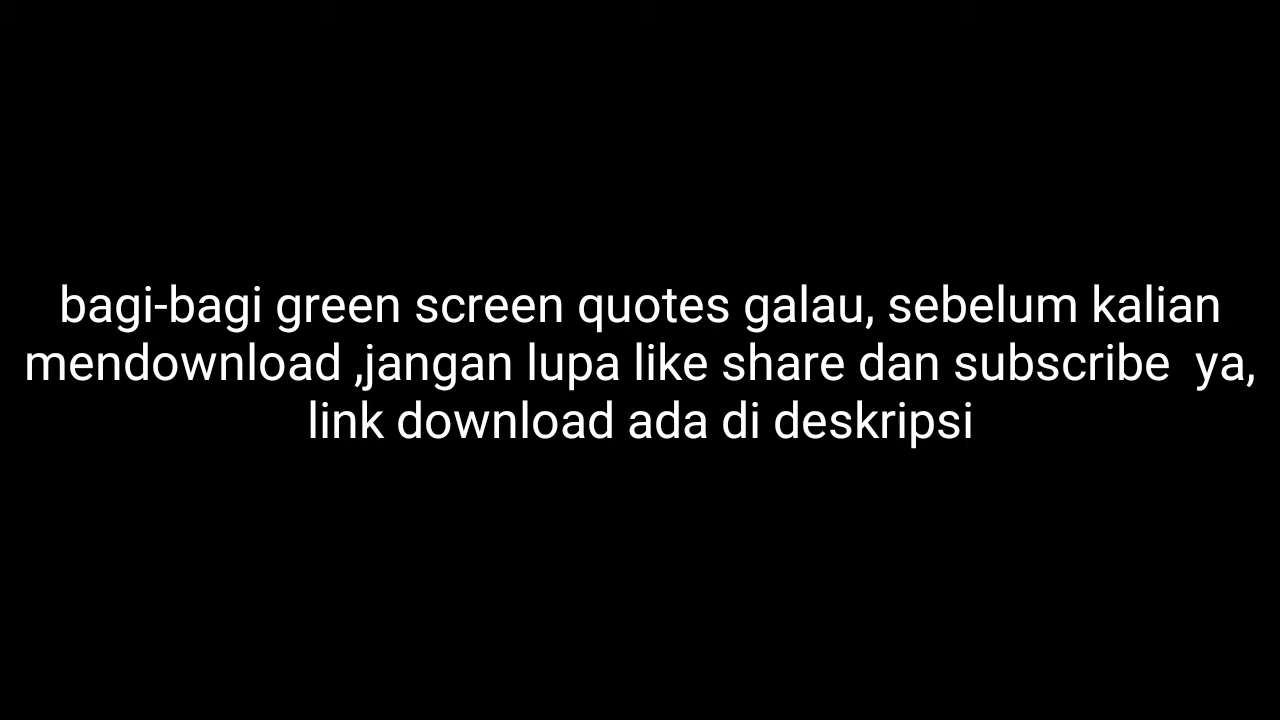 bagi-bagi green screen quotes galau, sebelum kalian
mendownload ,jangan lupa like share dan subscribe  ya,
link download ada di deskripsi